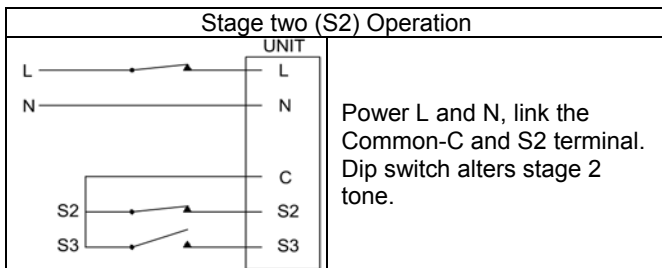 Stage two (S2) Operation
UNIT
L L
N N
C
S2 S2
S3 S3
Power L and N, link the
Common-C and S2 terminal.
Dip switch alters stage 2
tone.